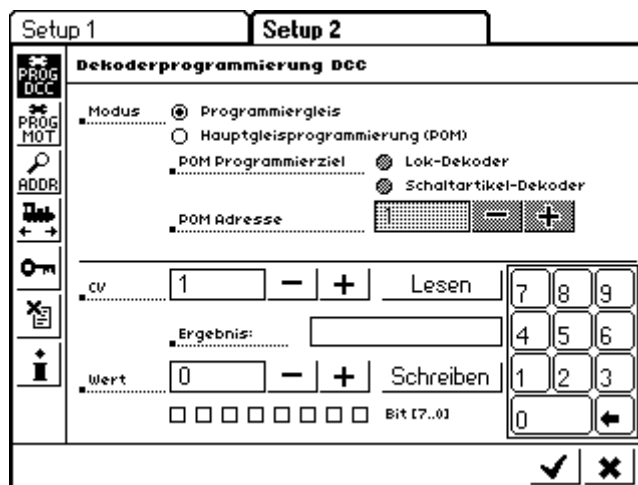 Setup 1
Setup 2
PROG DCC
Dekoderprogrammierung DCC
PROG MOT
Modus
Programmiergleis
Hauptgleisprogrammierung (POM)
ADDR
POM Programmierziel
Lok-Dekoder
Schaltartikel-Dekoder
POM Adresse
1
CV
1
Lesen
7 8 9
Ergebnis:
4 5 6
Wert
0
Schreiben
1 2 3
Bit [7..0]
0